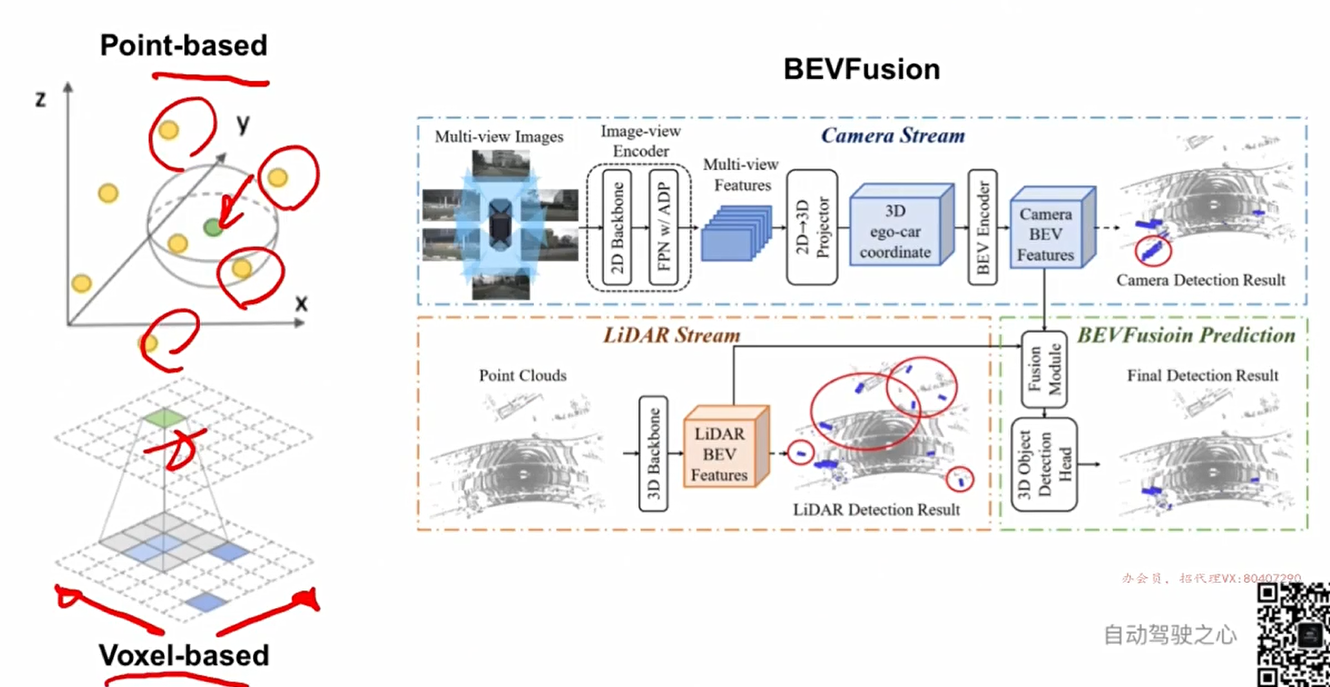 Point-based
z
y
x
Voxel-based
BEVFusion
Camera Stream
Multi-view Images
Image-view
Encoder
2D Backbone
FPN w/ ADP
Multi-view
Features
2D→3D
Projector
3D
ego-car
coordinate
BEV Encoder
Camera
BEV
Features
Camera Detection Result
LiDAR Stream
Point Clouds
3D Backbone
LiDAR
BEV
Features
LiDAR Detection Result
BEVFusioin Prediction
Fusion
Module
3D Object
Detection
Head
Final Detection Result
办会员，招代理VX:80407290
自动驾驶之心